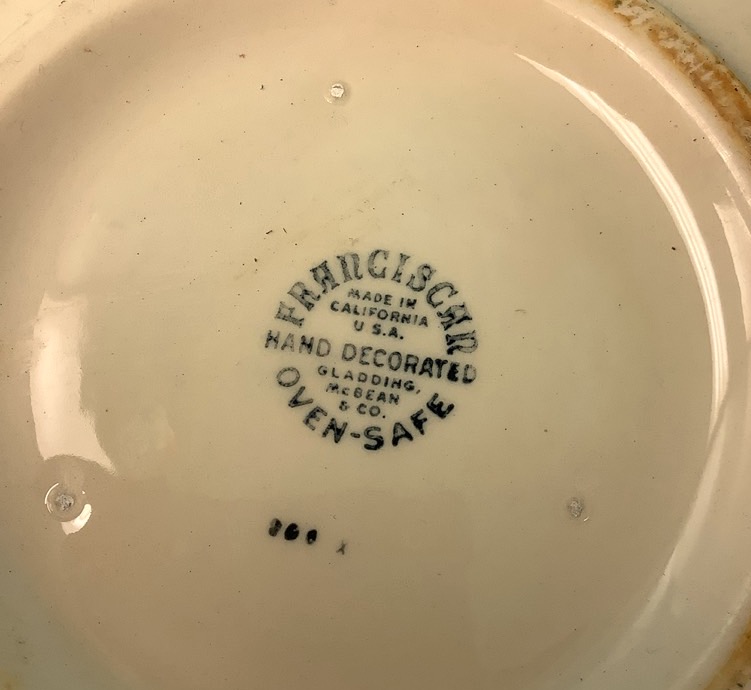 FRANCISCAN
MADE IN
CALIFORNIA
U.S.A.
HAND DECORATED
GLADDING,
McBEAN
& CO.
OVEN-SAFE